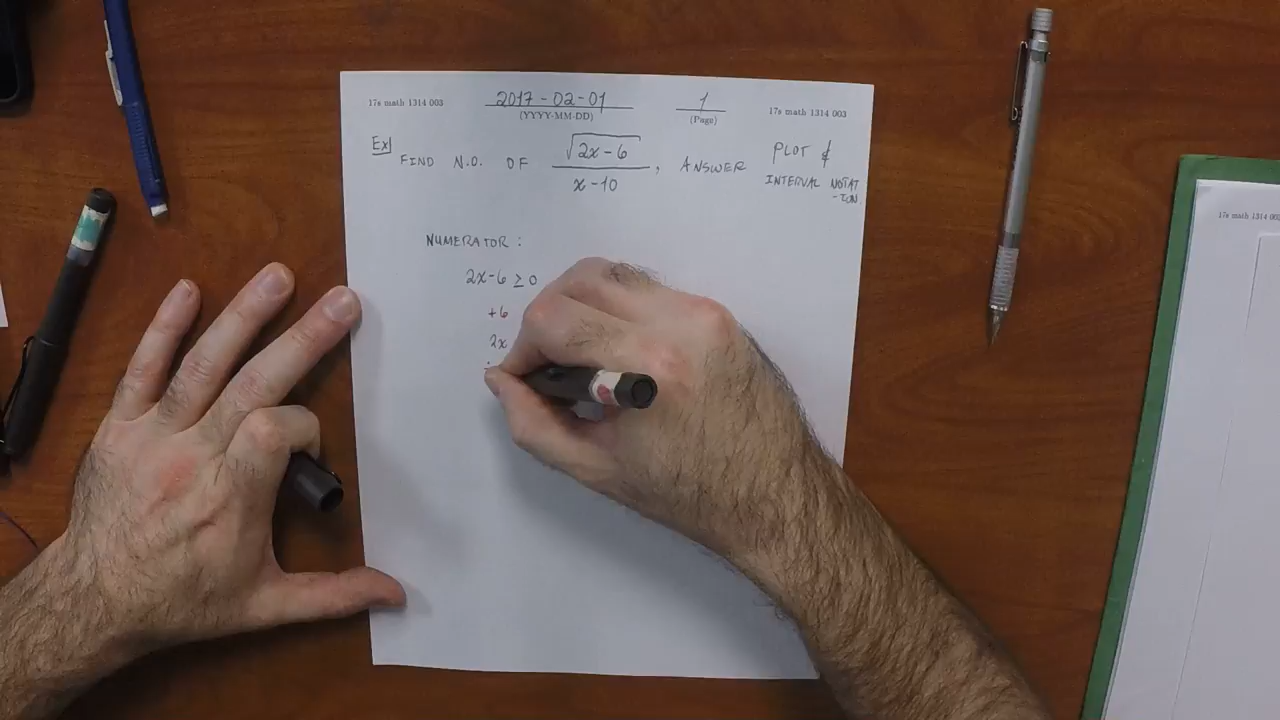 17s math 1314 003 2017-02-01 1 17s math 1314 003
(YYYY-MM-DD) (Page)
Ex FIND N.D. OF √(2x-6) / (x-10) , ANSWER PLOT &
INTERVAL NOTAT
-ION
NUMERATOR:
2x-6 ≥ 0
+6
2x
17s math 1314 00